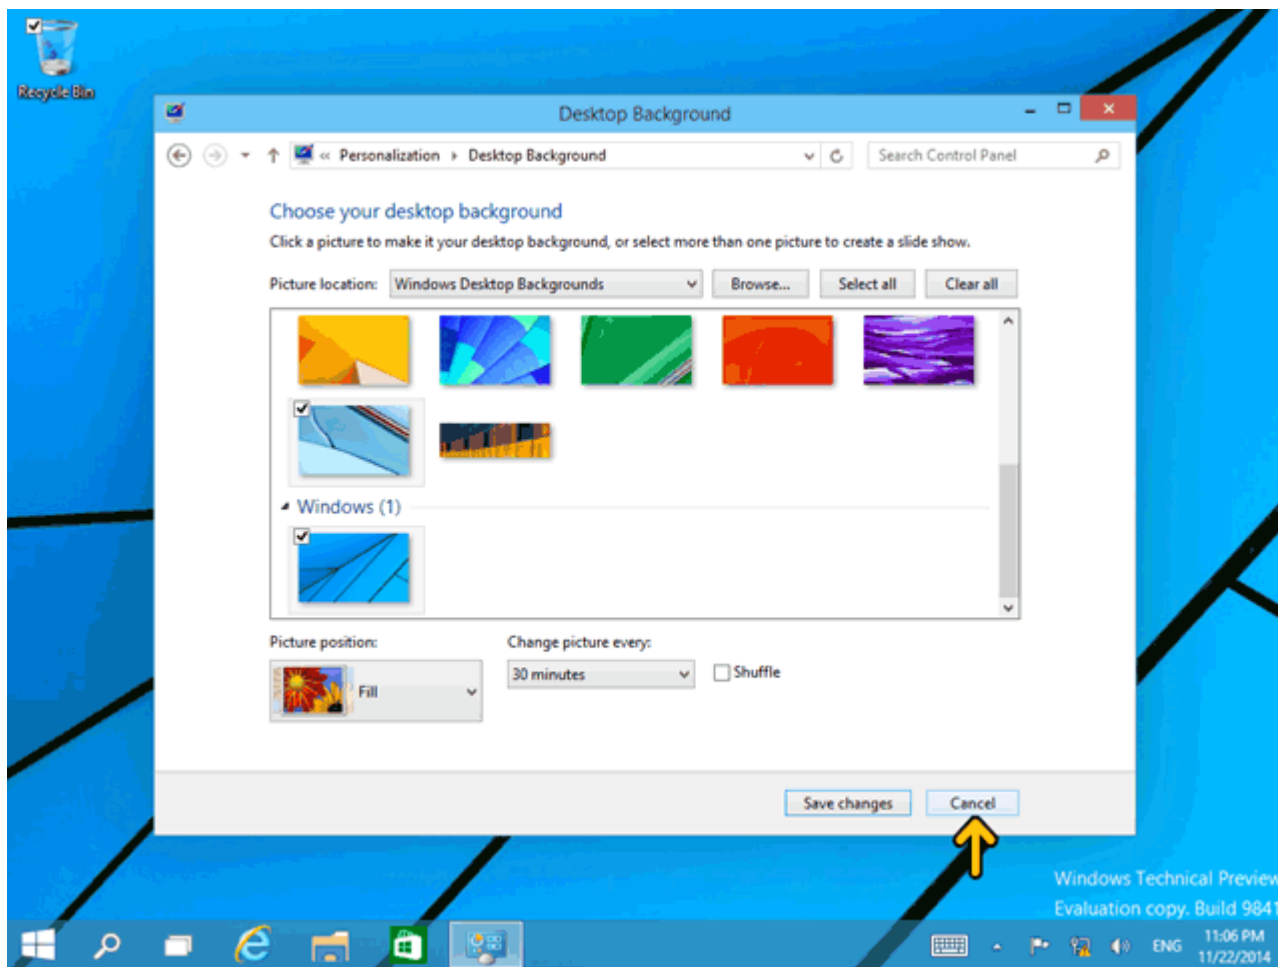 Recycle Bin
Desktop Background
« Personalization Desktop Background
Search Control Panel
Choose your desktop background
Click a picture to make it your desktop background, or select more than one picture to create a slide show.
Picture location: Windows Desktop Backgrounds Browse... Select all Clear all
Windows (1)
Picture position: Change picture every:
Fill 30 minutes Shuffle
Save changes Cancel
Windows Technical Preview
Evaluation copy. Build 9841
ENG 11:06 PM
11/22/2014